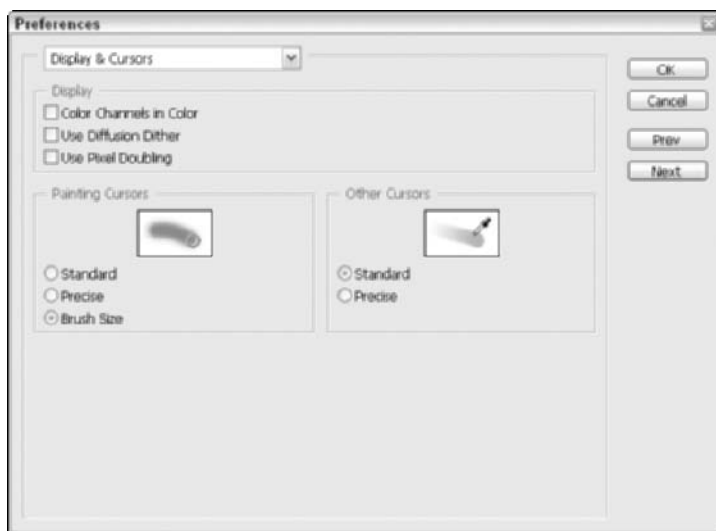 Preferences
Display & Cursors
Display
Color Channels in Color
Use Diffusion Dither
Use Pixel Doubling
Painting Cursors
Standard
Precise
Brush Size
Other Cursors
Standard
Precise
OK
Cancel
Prev
Next